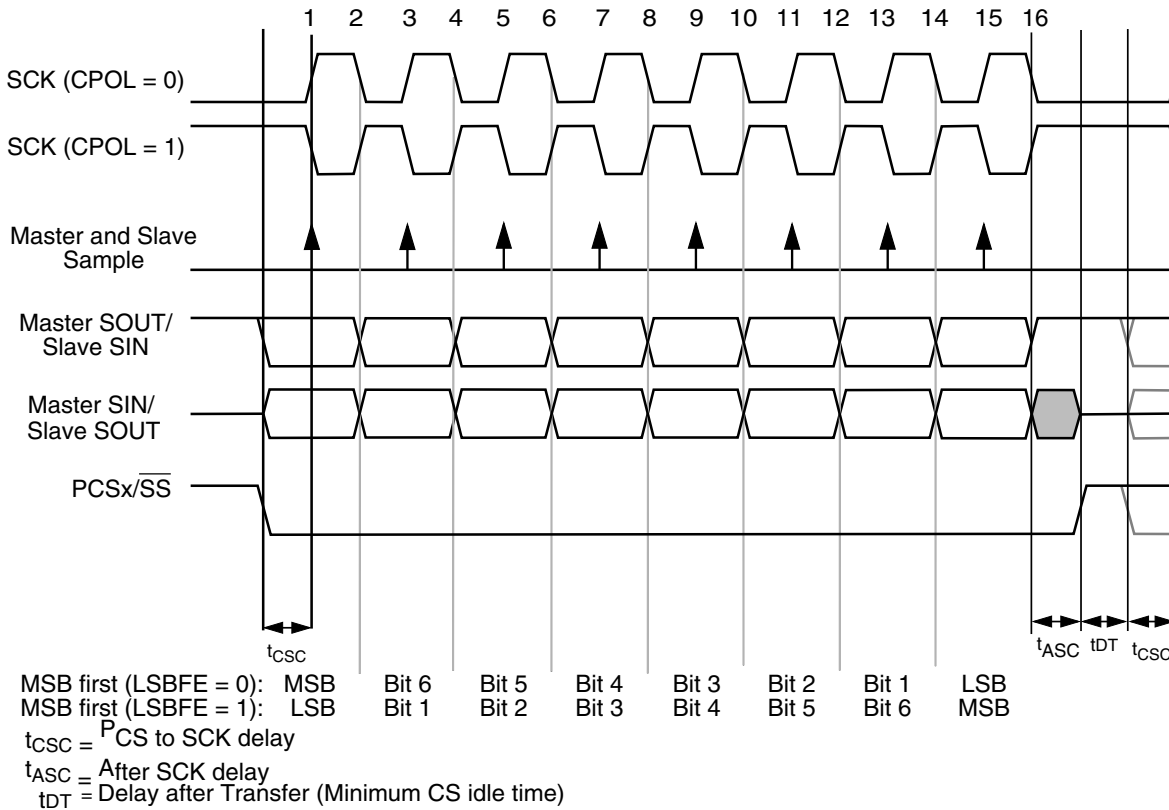 1 2 3 4 5 6 7 8 9 10 11 12 13 14 15 16
SCK (CPOL = 0)
SCK (CPOL = 1)
Master and Slave
Sample
Master SOUT/
Slave SIN
Master SIN/
Slave SOUT
PCSx/SS
tCSC tASC tDT tCSC
MSB first (LSBFE = 0): MSB Bit 6 Bit 5 Bit 4 Bit 3 Bit 2 Bit 1 LSB
MSB first (LSBFE = 1): LSB Bit 1 Bit 2 Bit 3 Bit 4 Bit 5 Bit 6 MSB
tCSC = PCS to SCK delay
tASC = After SCK delay
tDT = Delay after Transfer (Minimum CS idle time)